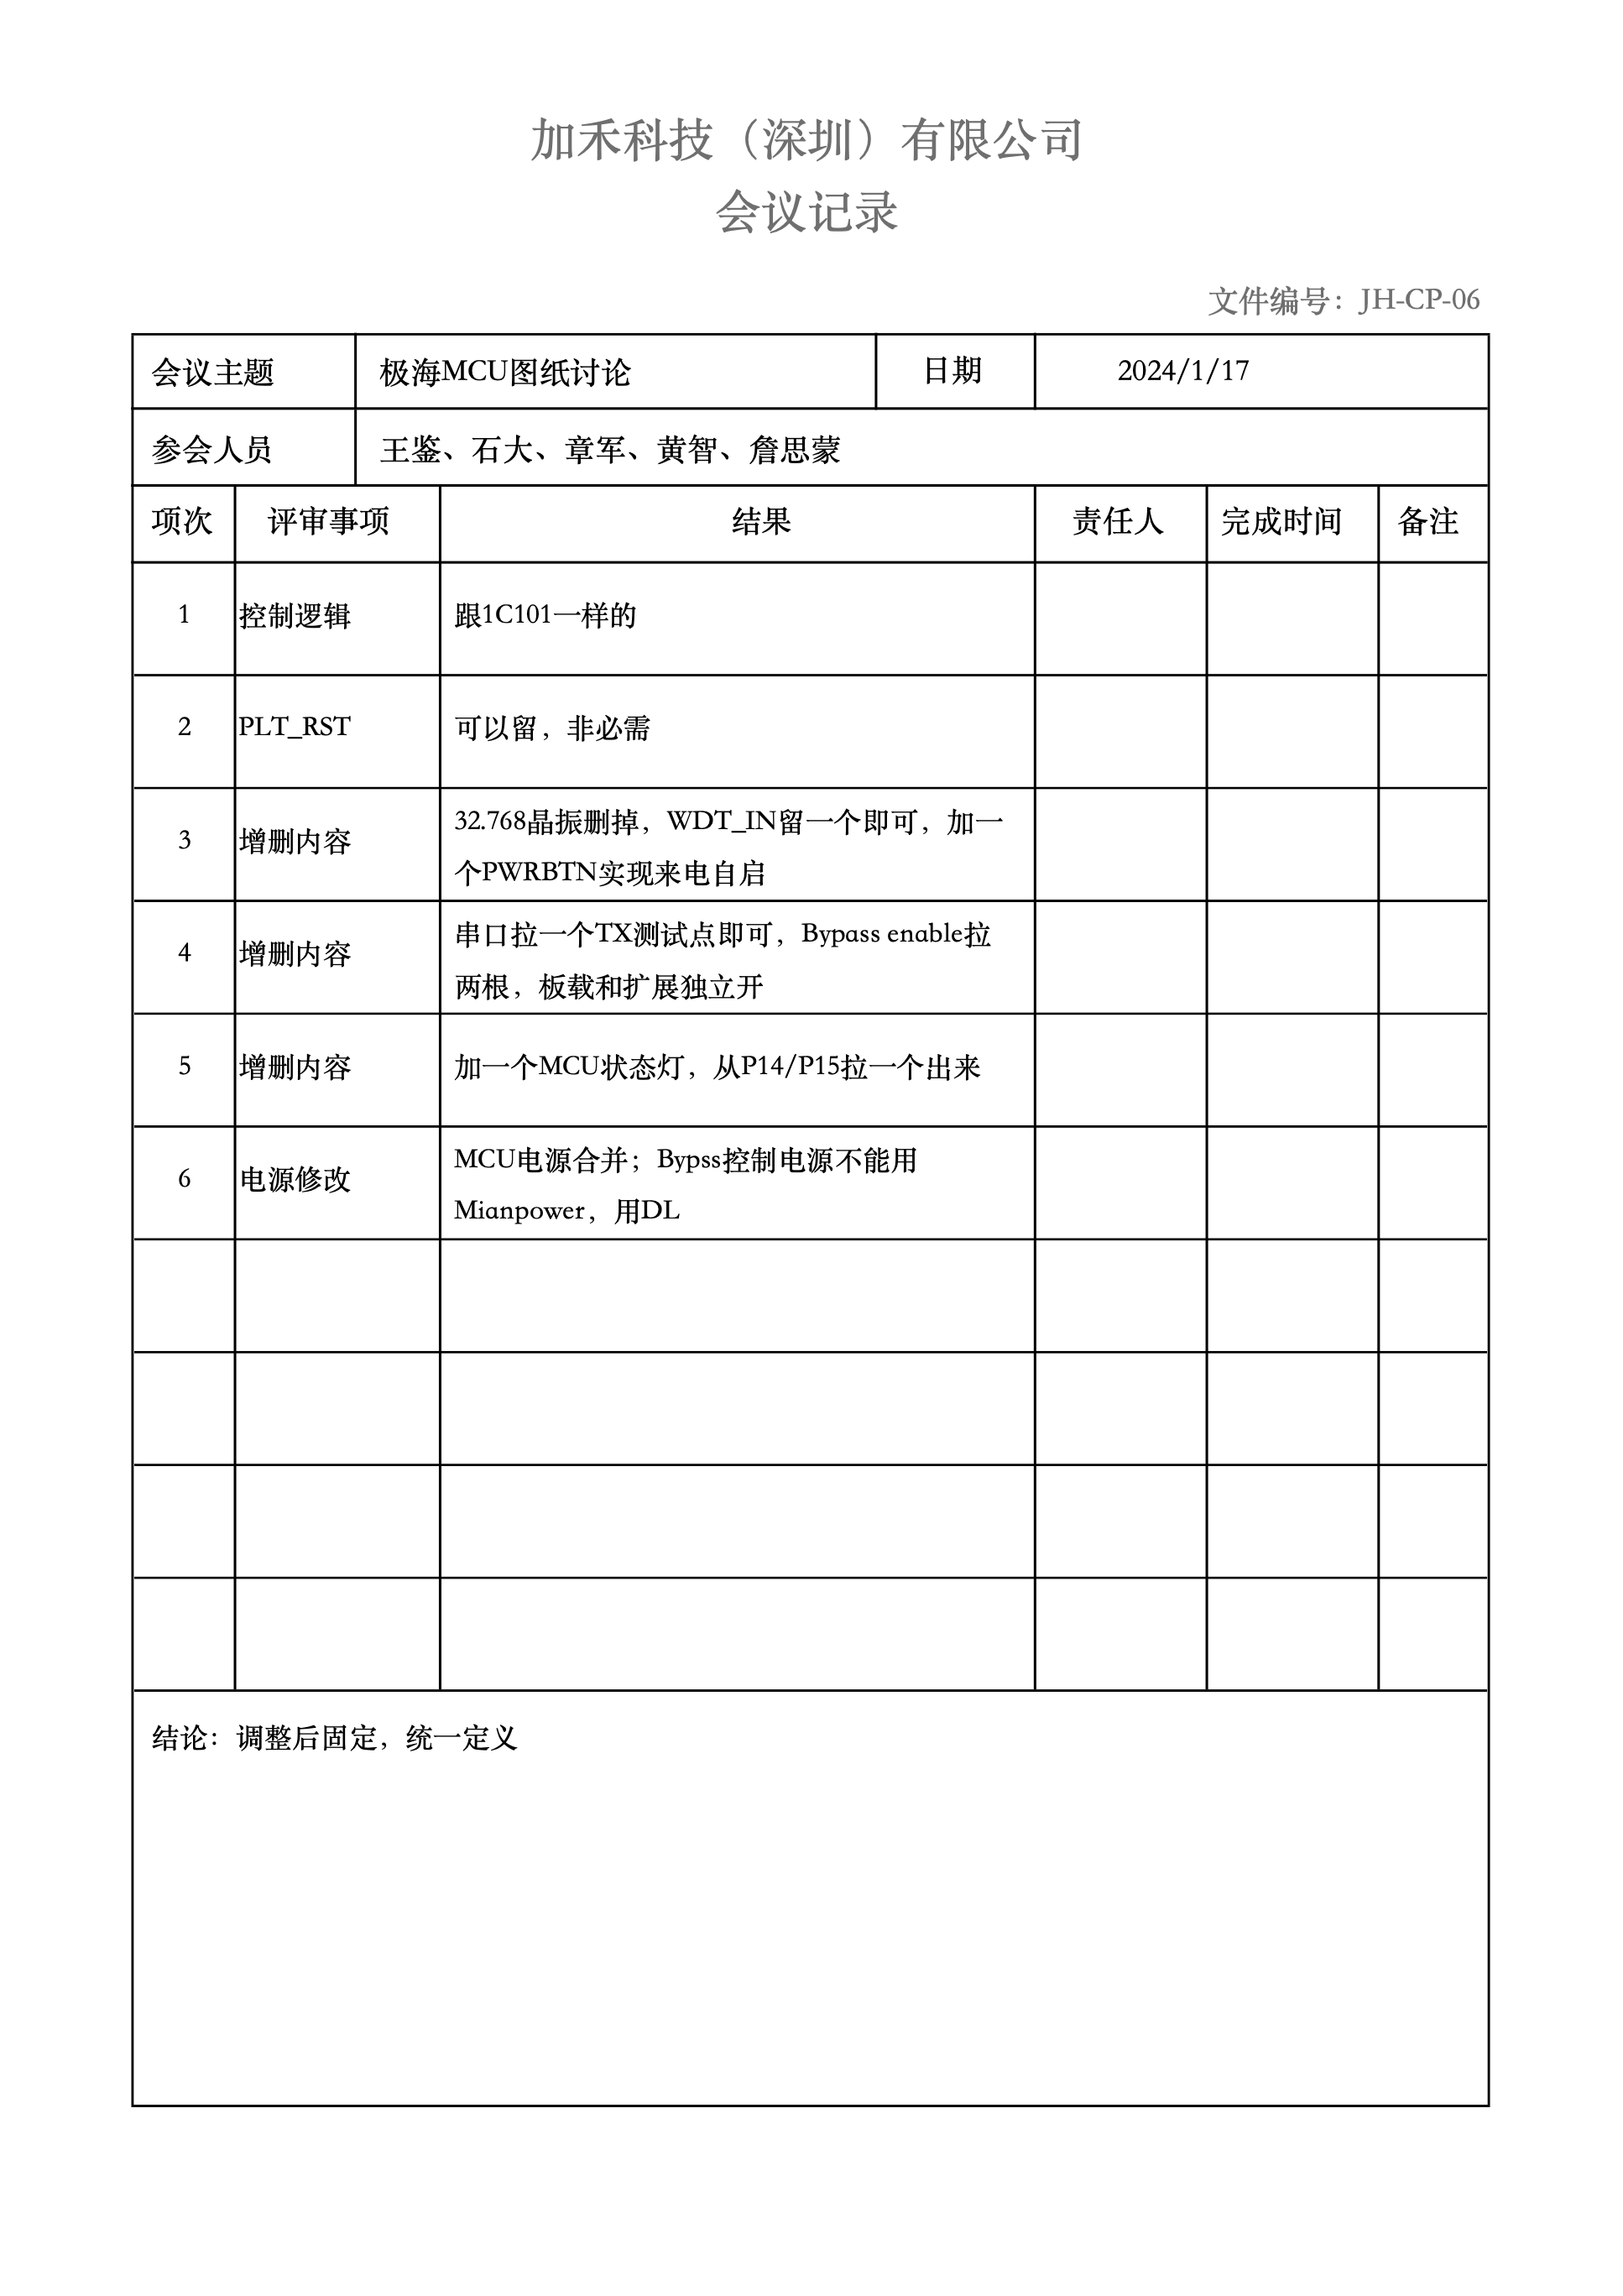 加禾科技（深圳）有限公司
会议记录
文件编号：JH-CP-06
会议主题 极海MCU图纸讨论 日期 2024/1/17
参会人员 王鉴、石大、章军、黄智、詹思蒙
项次 评审事项 结果 责任人 完成时间 备注
1 控制逻辑 跟1C101一样的
2 PLT_RST 可以留，非必需
3 增删内容 32.768晶振删掉，WDT_IN留一个即可，加一
个PWRBTN实现来电自启
4 增删内容 串口拉一个TX测试点即可，Bypass enable拉
两根，板载和扩展独立开
5 增删内容 加一个MCU状态灯，从P14/P15拉一个出来
6 电源修改 MCU电源合并；Bypss控制电源不能用
Mianpower，用DL
结论：调整后固定，统一定义